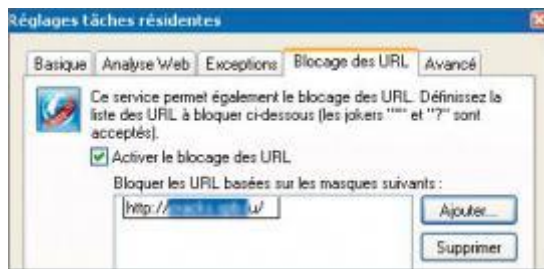 Réglages tâches résidentes
Basique Analyse Web Exceptions Blocage des URL Avancé
Ce service permet également le blocage des URL. Définissez la
liste des URL à bloquer ci-dessous (les jokers "*" et "?" sont
acceptés).
Activer le blocage des URL
Bloquer les URL basées sur les masques suivants :
http:// u/
Ajouter...
Supprimer